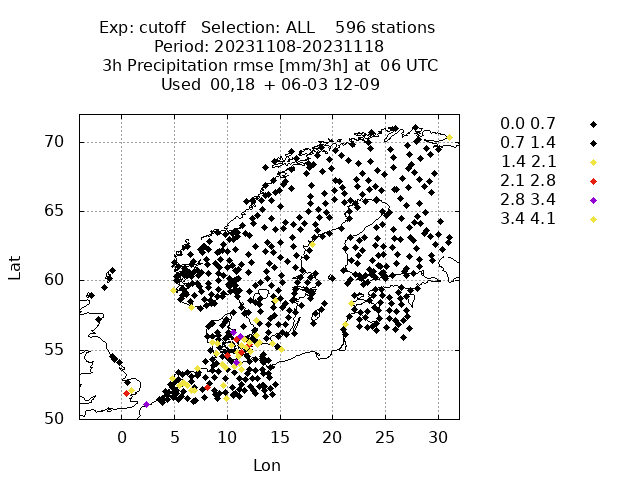 Exp: cutoff Selection: ALL 596 stations
Period: 20231108-20231118
3h Precipitation rmse [mm/3h] at 06 UTC
Used 00,18 + 06-03 12-09
0.0 0.7
0.7 1.4
1.4 2.1
2.1 2.8
2.8 3.4
3.4 4.1
70
65
60
55
50
Lat
0 5 10 15 20 25 30
Lon